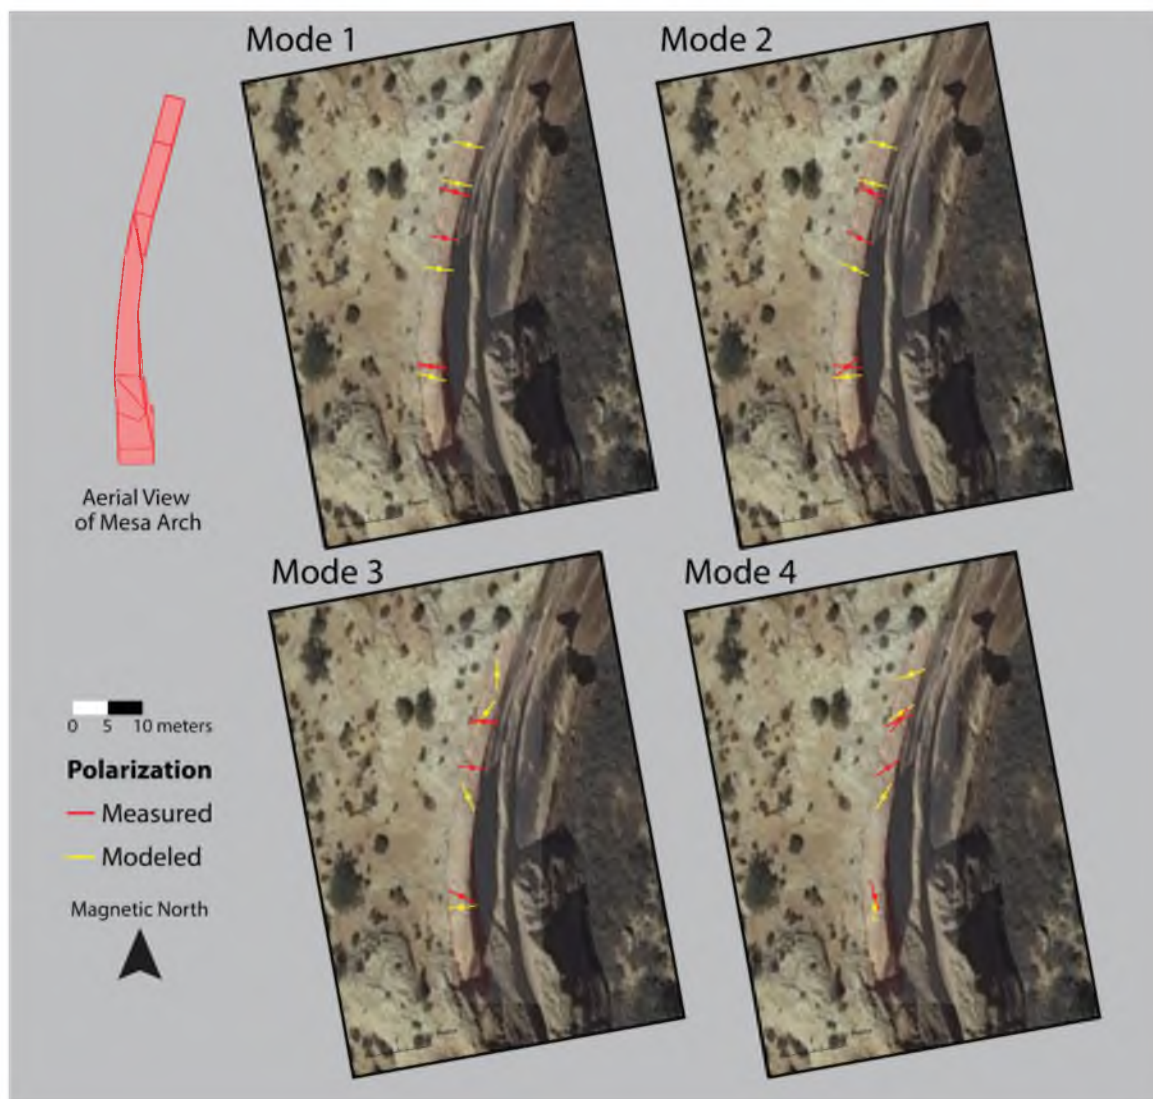 Mode 1
Mode 2
Aerial View
of Mesa Arch
Mode 3
Mode 4
0 5 10 meters
Polarization
Measured
Modeled
Magnetic North